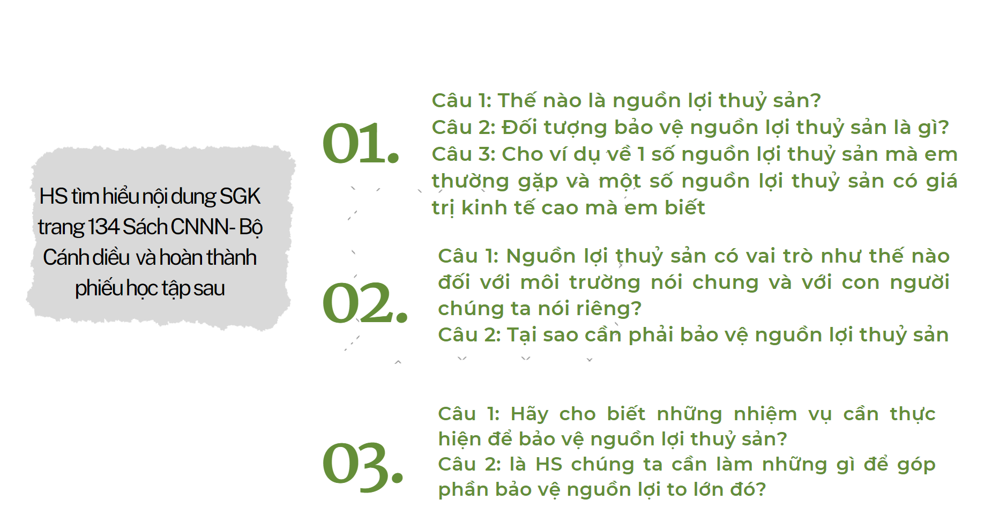 HS tìm hiểu nội dung SGK
trang 134 Sách CNNN- Bộ
Cánh diều và hoàn thành
phiếu học tập sau
01.
Câu 1: Thế nào là nguồn lợi thuỷ sản?
Câu 2: Đối tượng bảo vệ nguồn lợi thuỷ sản là gì?
Câu 3: Cho ví dụ về 1 số nguồn lợi thuỷ sản mà em
thường gặp và một số nguồn lợi thuỷ sản có giá
trị kinh tế cao mà em biết
02.
Câu 1: Nguồn lợi thuỷ sản có vai trò như thế nào
đối với môi trường nói chung và với con người
chúng ta nói riêng?
Câu 2: Tại sao cần phải bảo vệ nguồn lợi thuỷ sản
03.
Câu 1: Hãy cho biết những nhiệm vụ cần thực
hiện để bảo vệ nguồn lợi thuỷ sản?
Câu 2: là HS chúng ta cần làm những gì để góp
phần bảo vệ nguồn lợi to lớn đó?